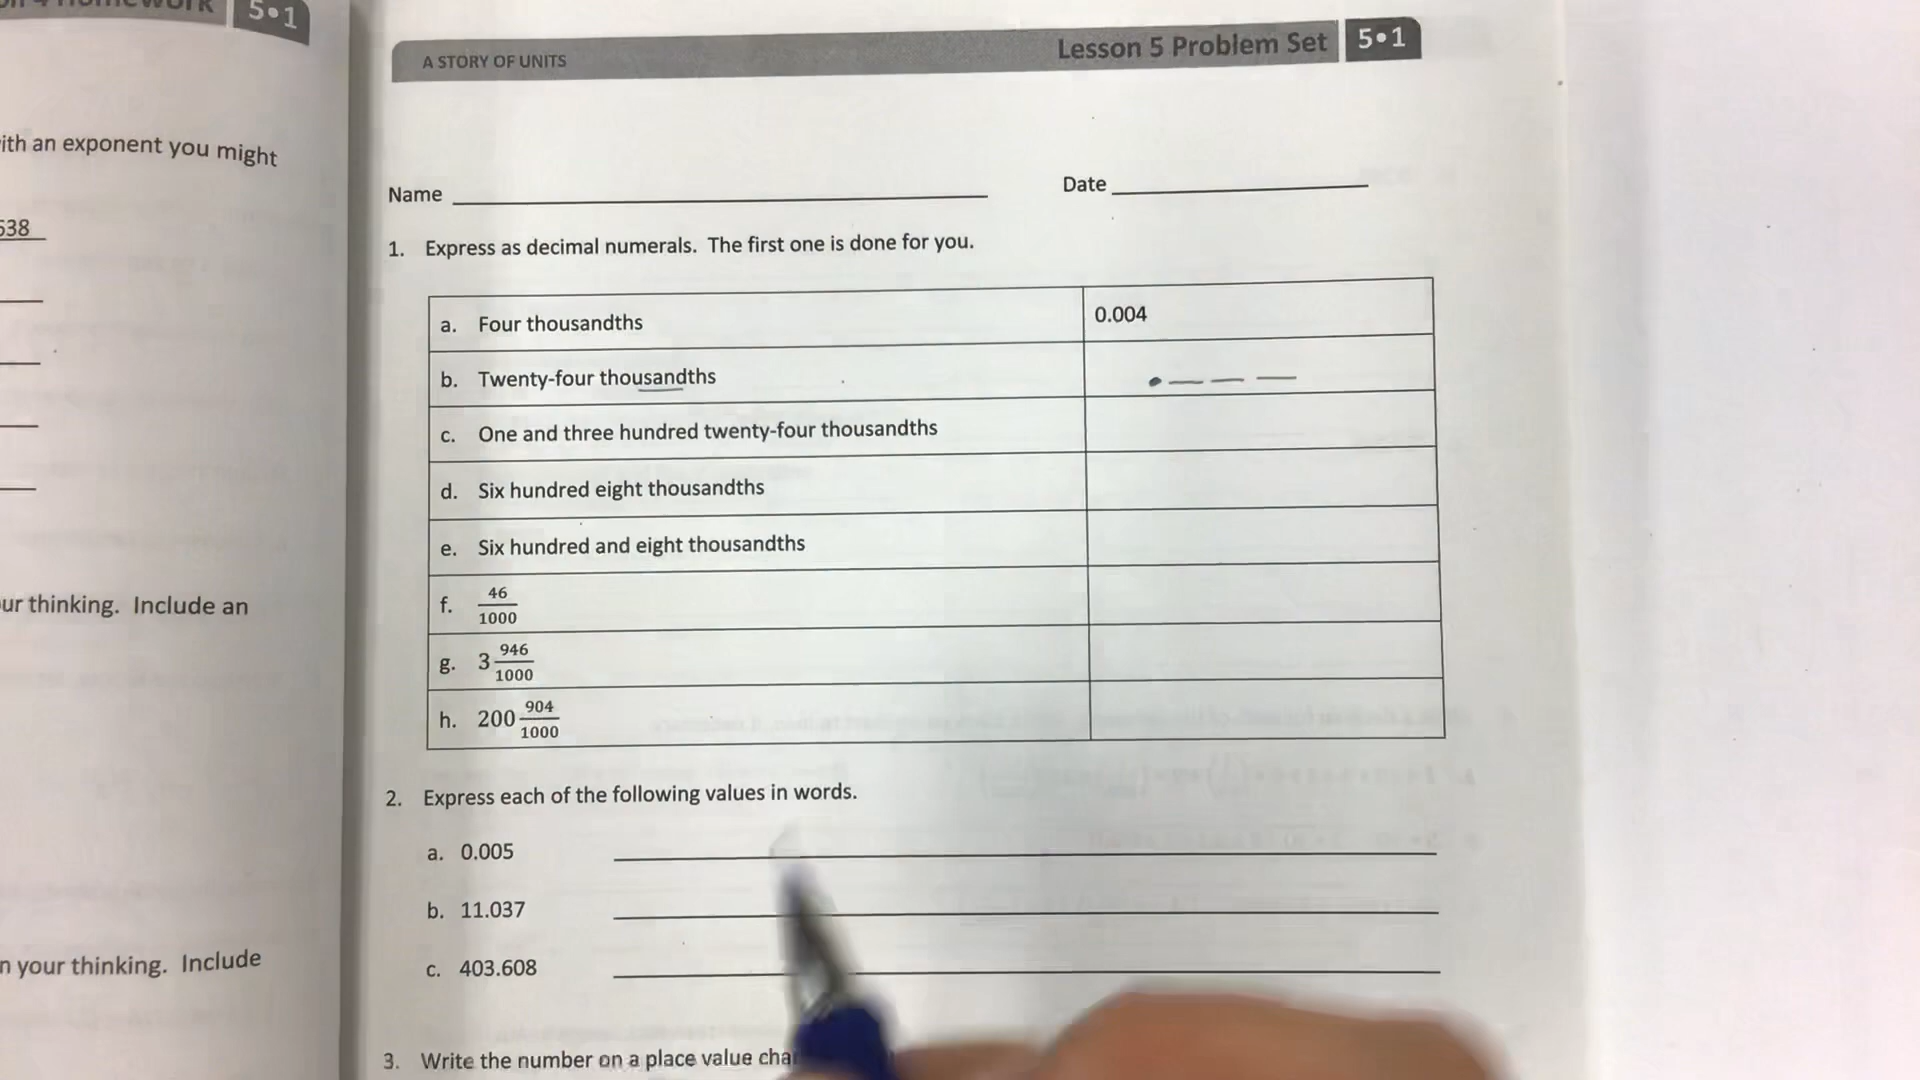 5•1
A STORY OF UNITS
Lesson 5 Problem Set 5•1
an exponent you might
Name
Date
1. Express as decimal numerals. The first one is done for you.
a. Four thousandths 0.004
b. Twenty-four thousandths
c. One and three hundred twenty-four thousandths
d. Six hundred eight thousandths
e. Six hundred and eight thousandths
f. 46/1000
g. 3 946/1000
h. 200 904/1000
thinking. Include an
2. Express each of the following values in words.
a. 0.005
b. 11.037
c. 403.608
your thinking. Include
3. Write the number on a place value